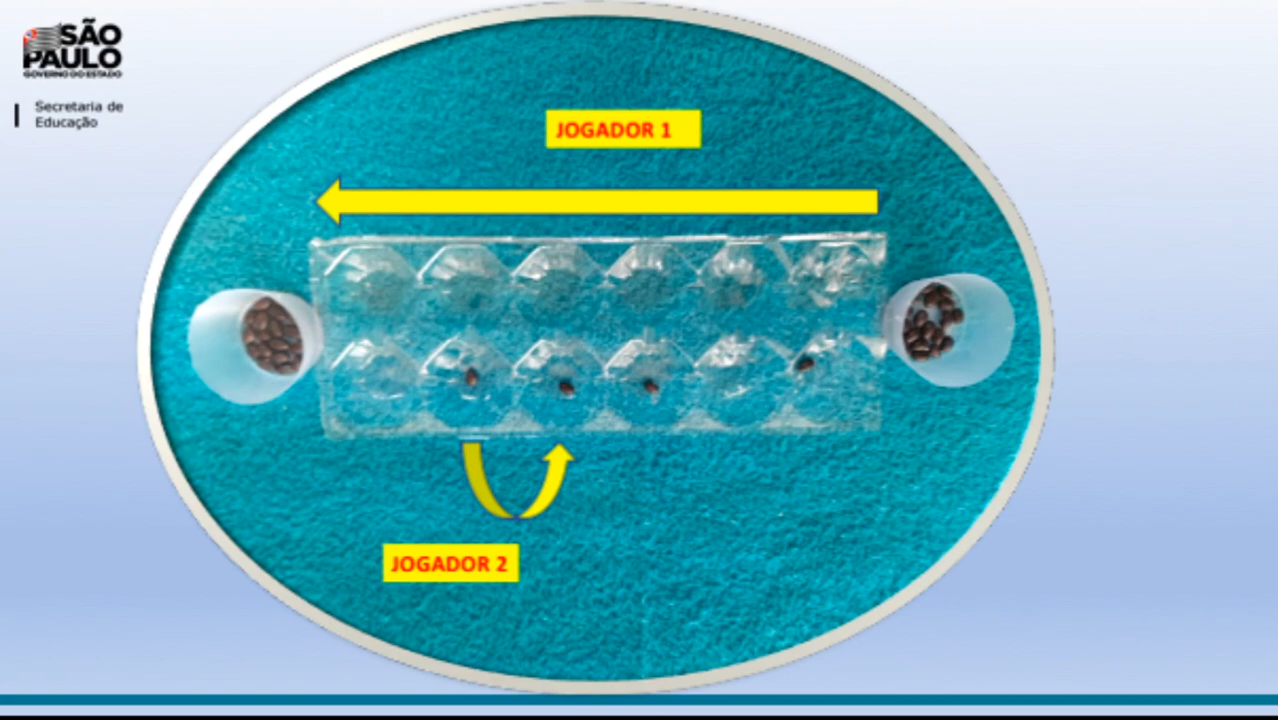 SÃO
PAULO
GOVERNO DO ESTADO
Secretaria de
Educação
JOGADOR 1
JOGADOR 2